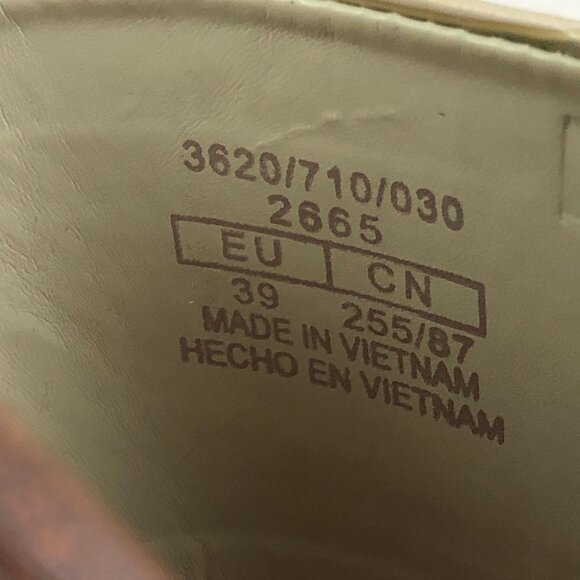 3620/710/030
2665
EU CN
39 255/87
MADE IN VIETNAM
HECHO EN VIETNAM